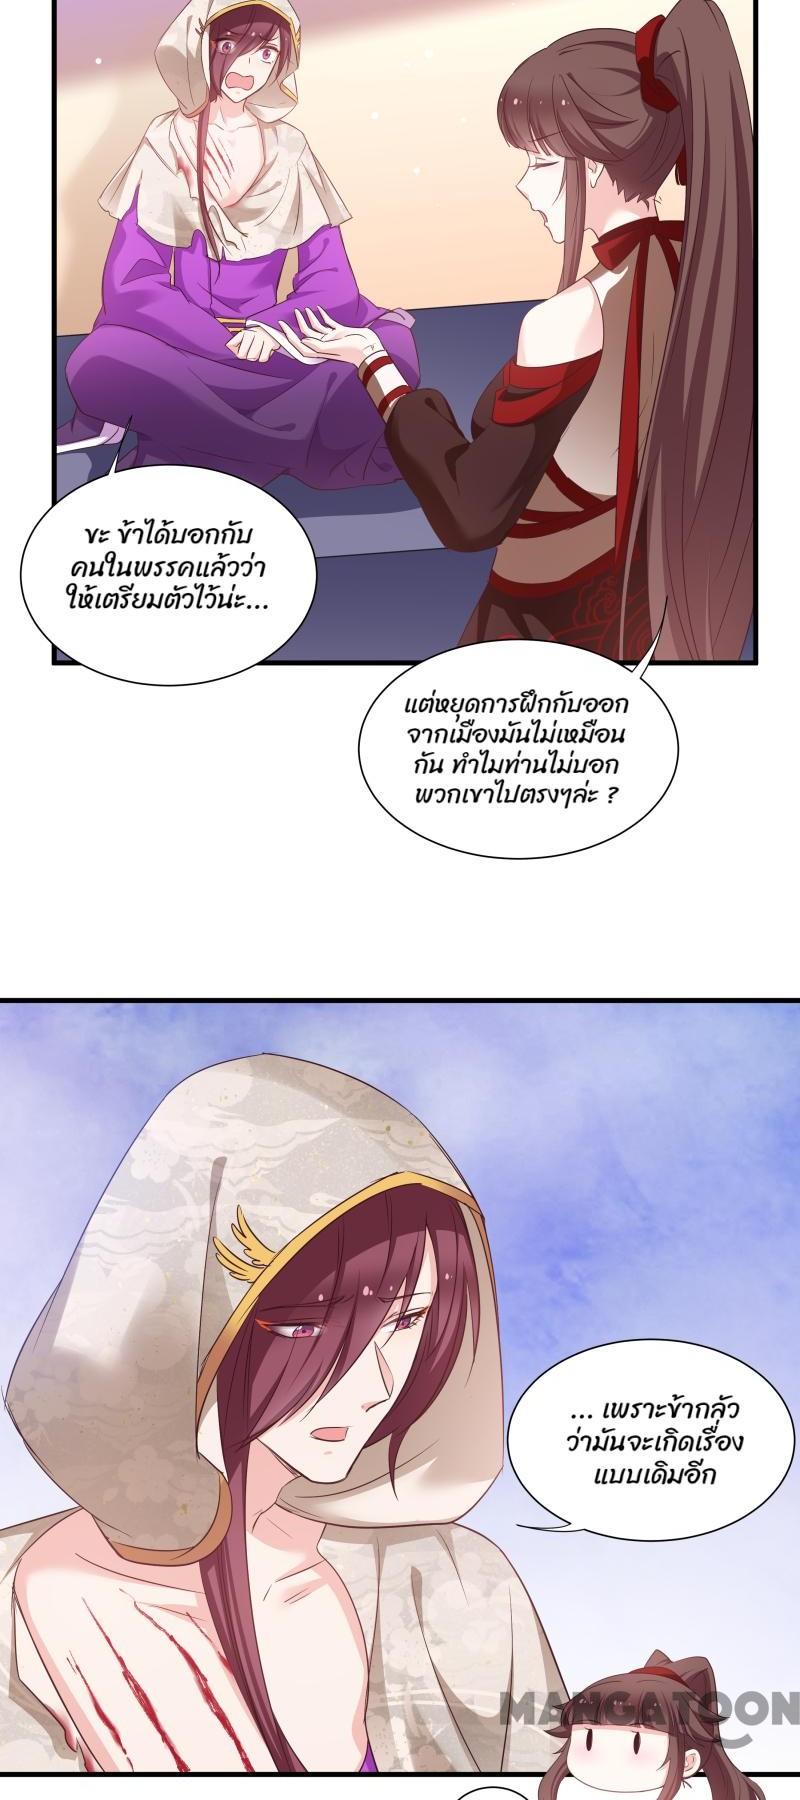 ขะ ข้าได้บอกกับ
คนในพรรคแล้วว่า
ให้เตรียมตัวไว้น่ะ...
แต่หยุดการฝึกกับออก
จากเมืองมันไม่เหมือน
กัน ทำไมท่านไม่บอก
พวกเขาไปตรงๆล่ะ ?
... เพราะข้ากลัว
ว่ามันจะเกิดเรื่อง
แบบเดิมอีก
MANGATOON